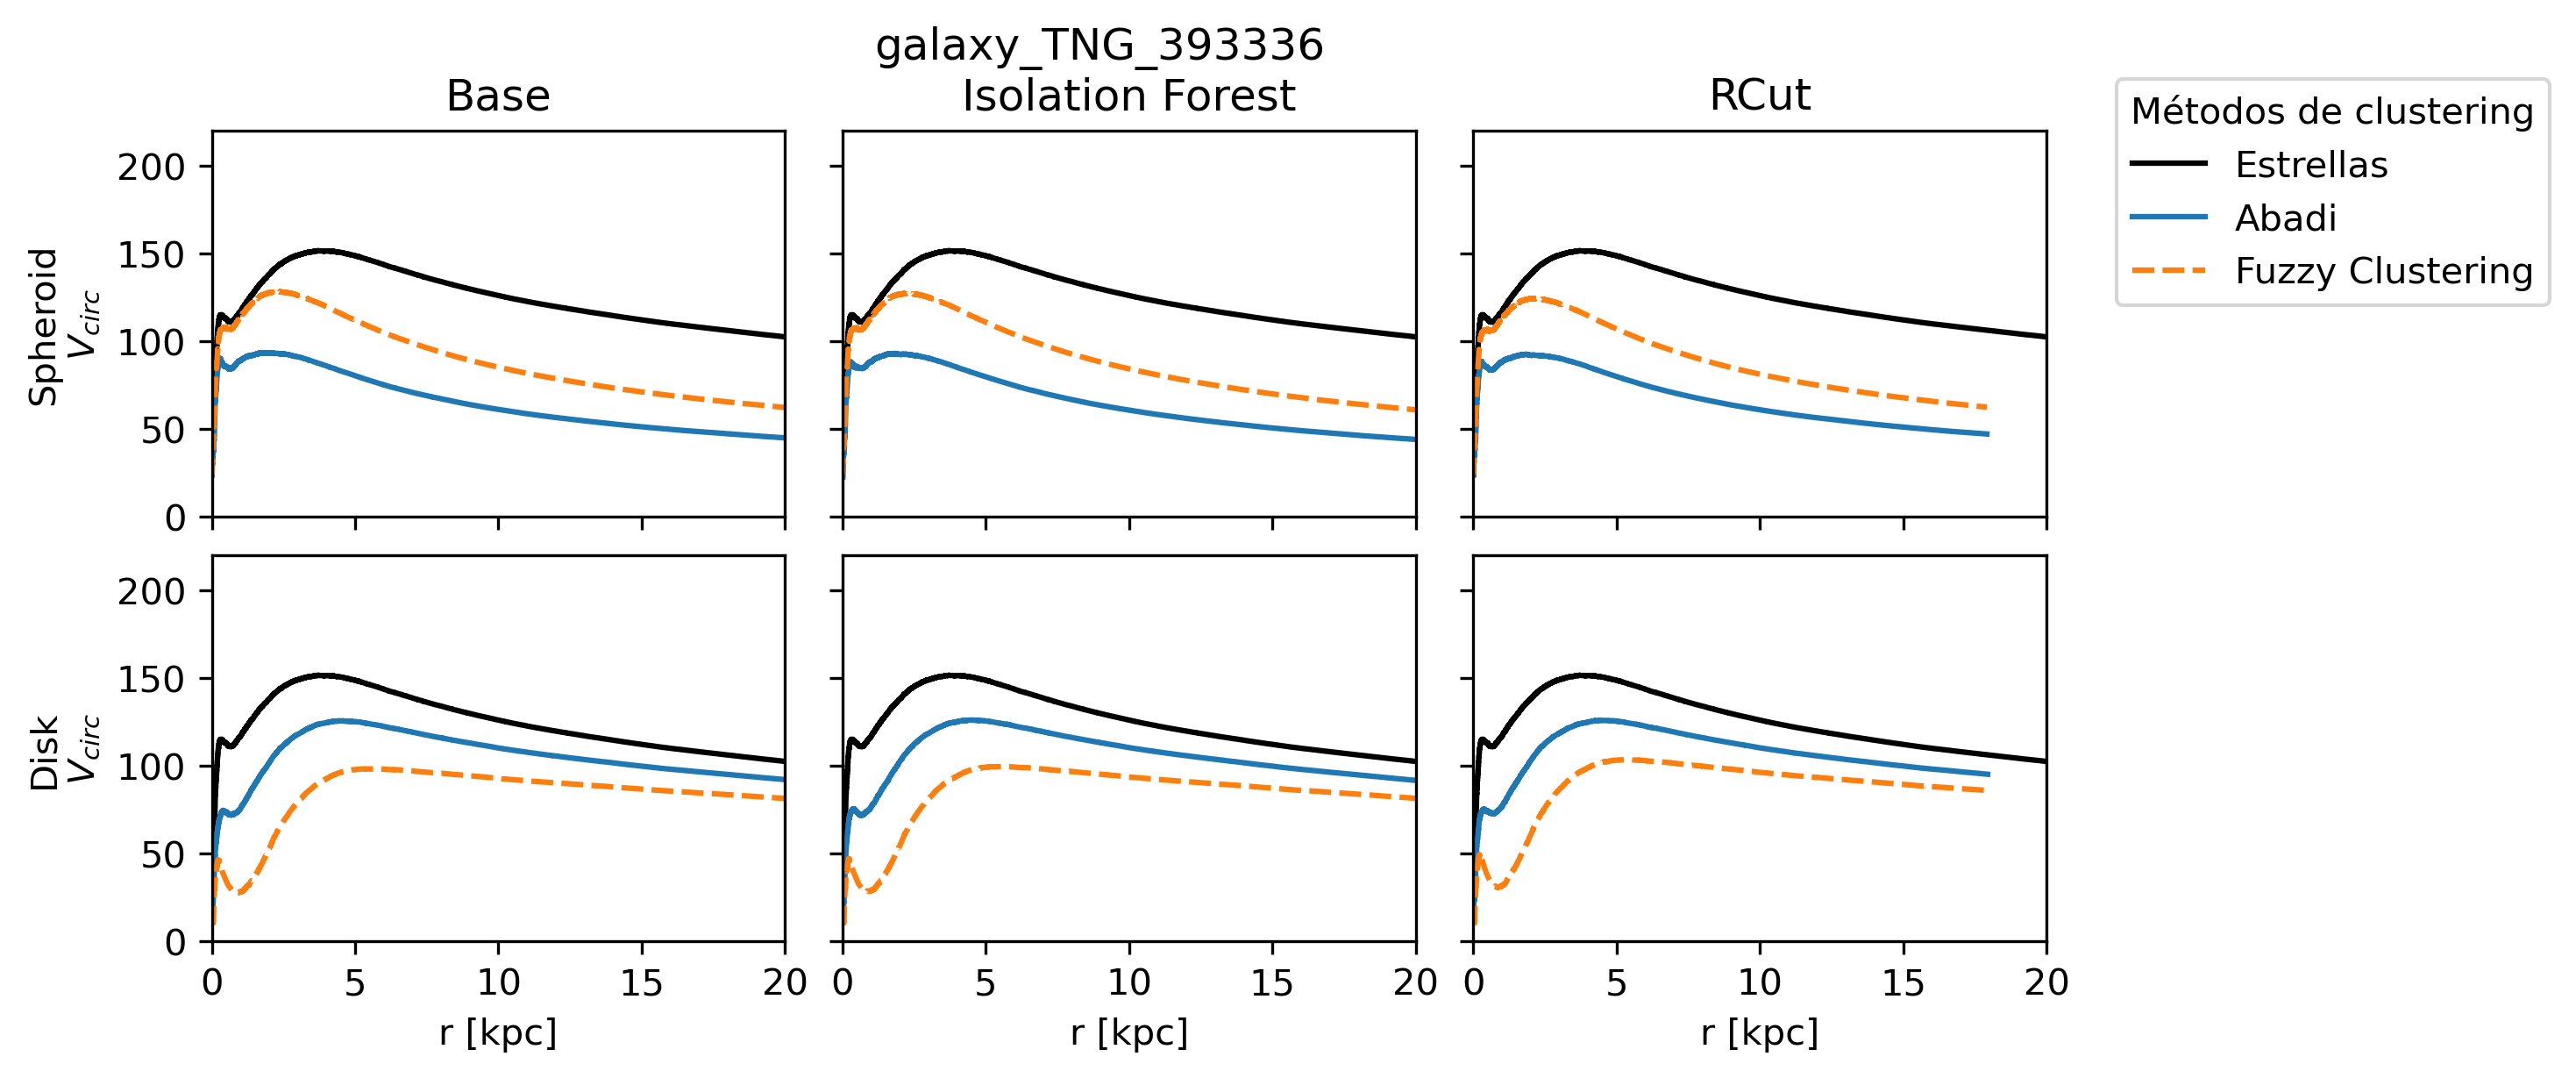 galaxy_TNG_393336
Base
Isolation Forest
RCut
Métodos de clustering
Estrellas
Abadi
Fuzzy Clustering
Spheroid
V_circ
200
150
100
50
0
Disk
V_circ
200
150
100
50
0
0 5 10 15 20
0 5 10 15 20
0 5 10 15 20
r [kpc]
r [kpc]
r [kpc]